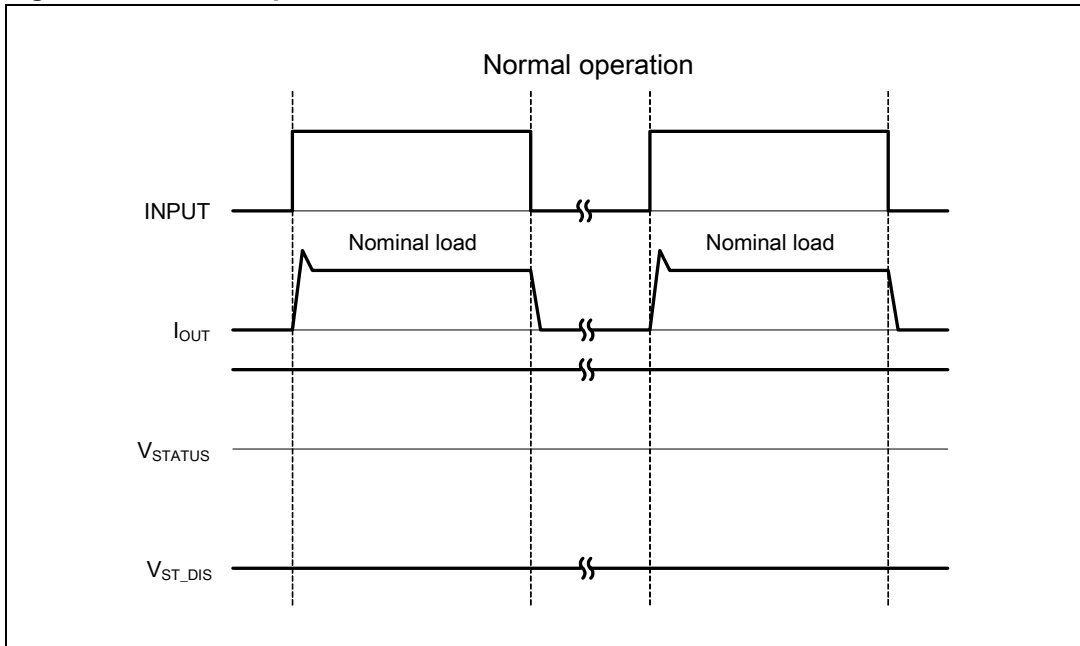 Normal operation
INPUT
Nominal load Nominal load
IOUT
VSTATUS
VST_DIS